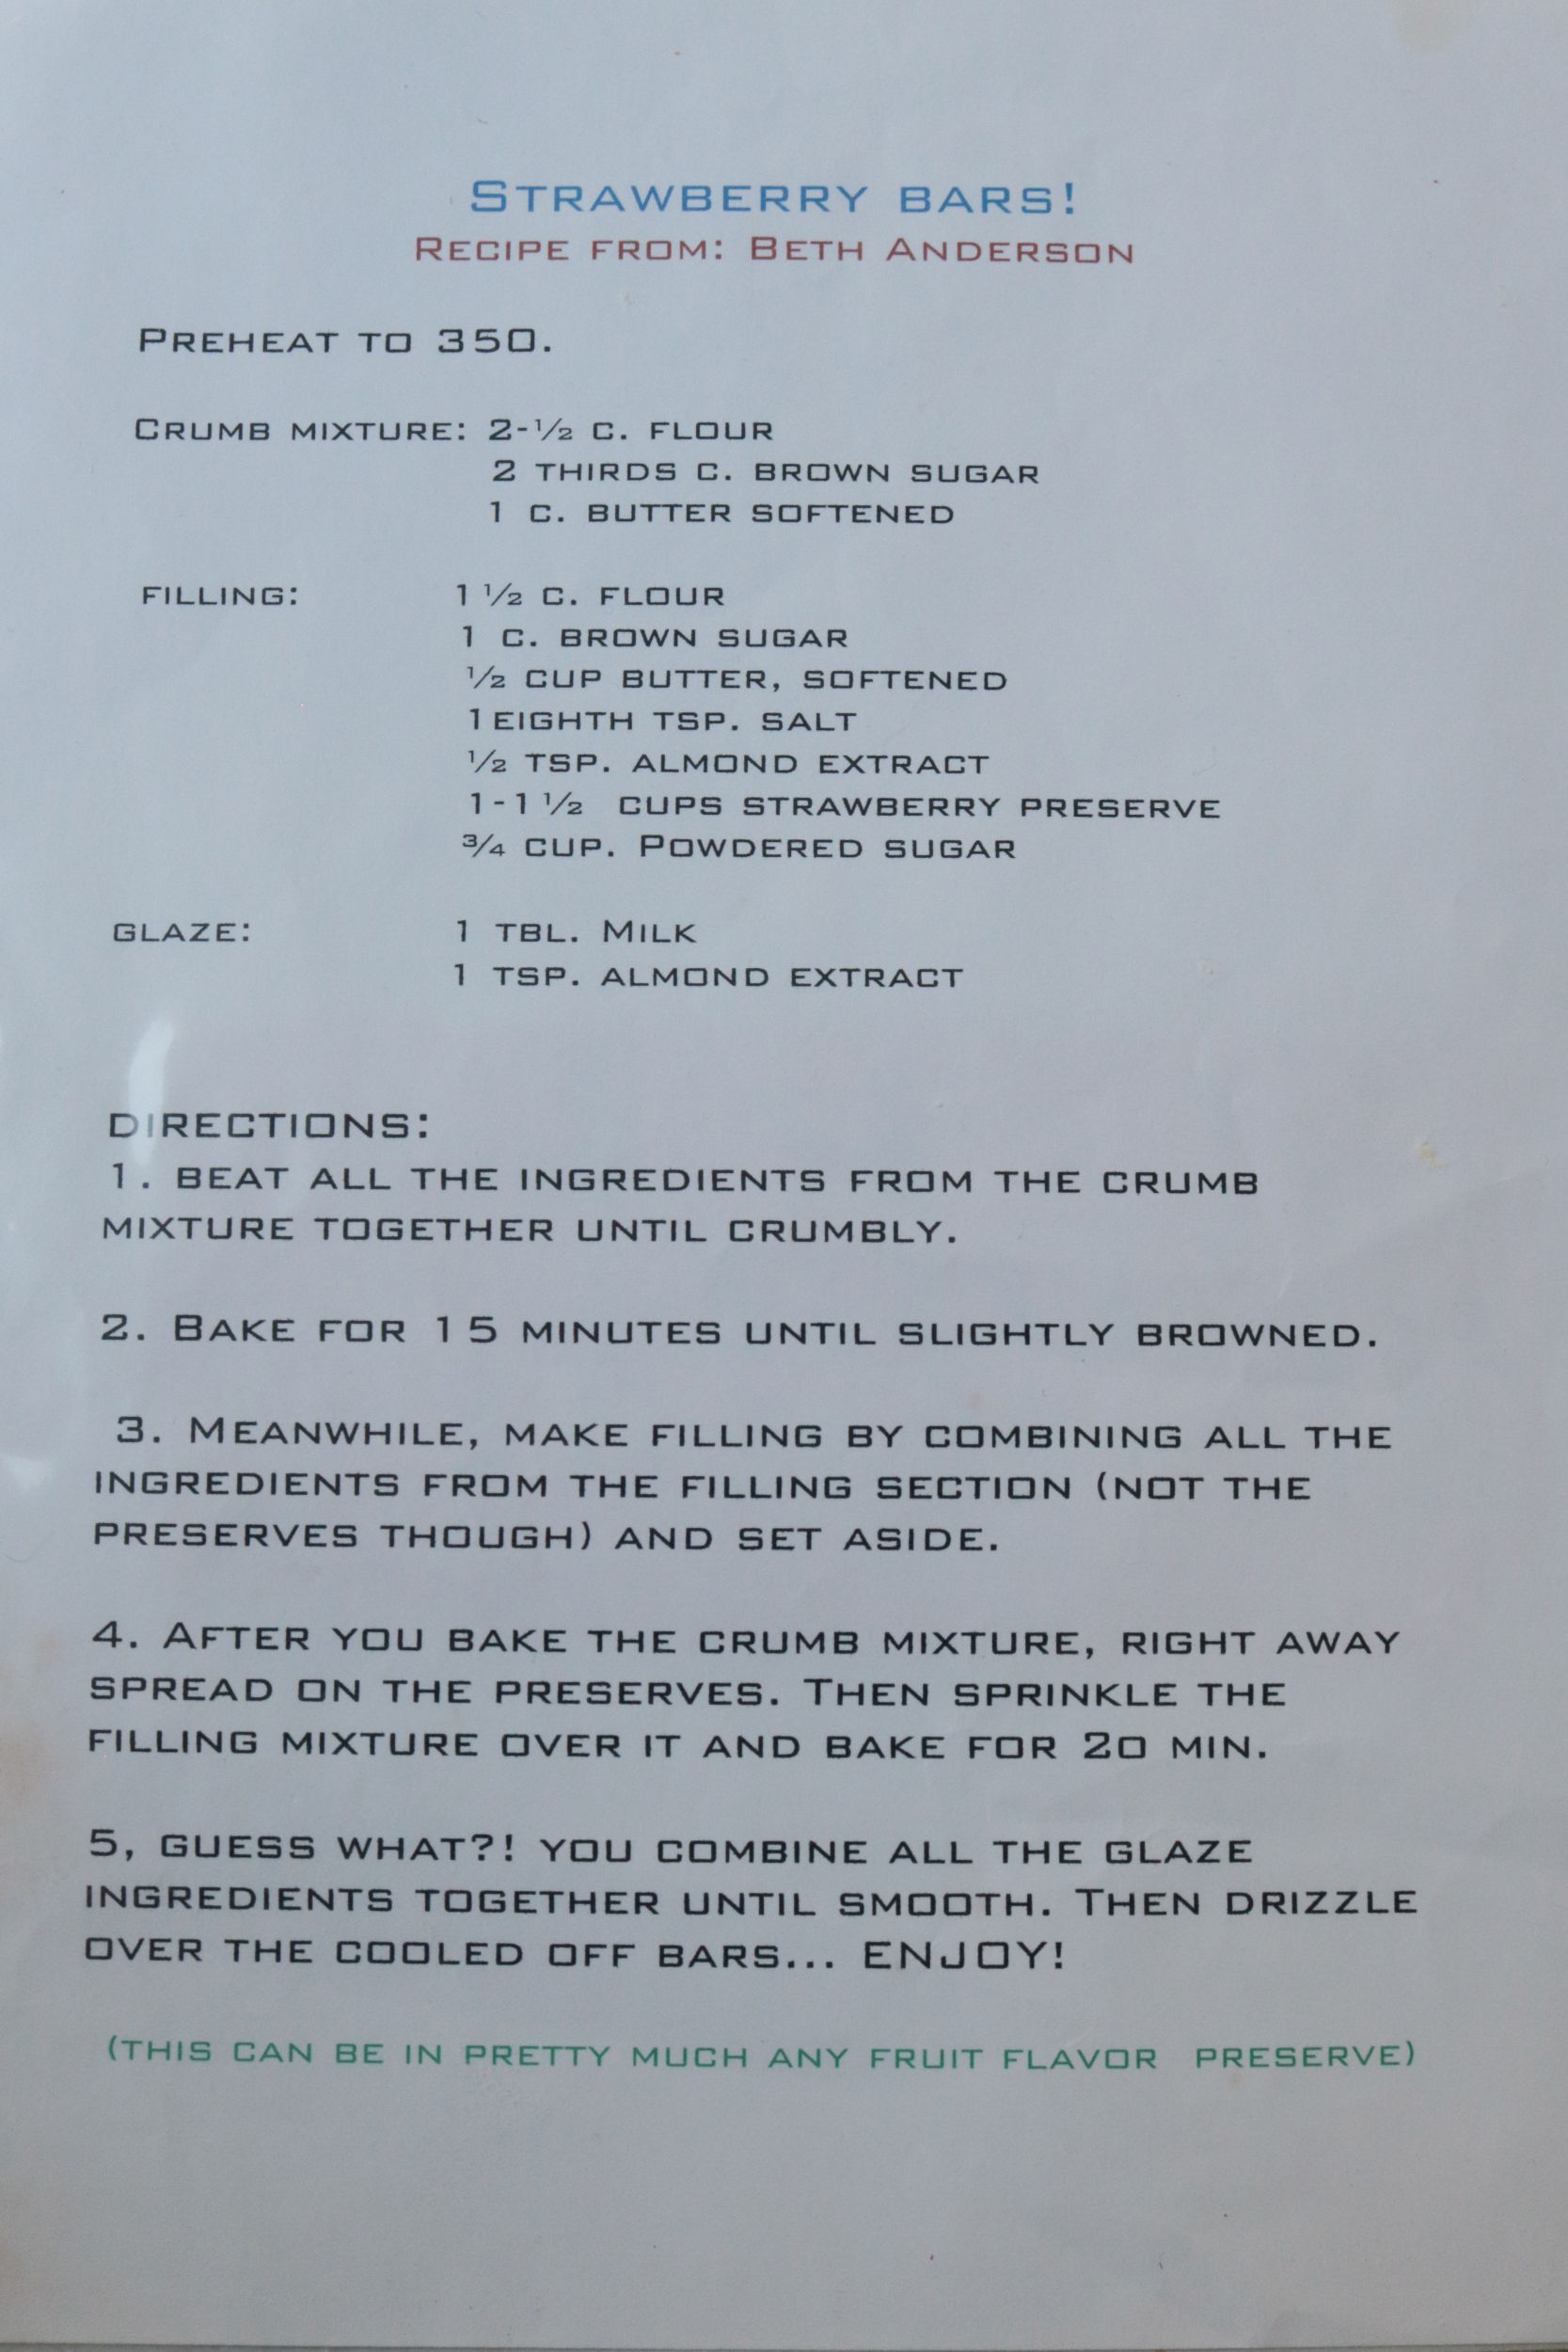 Strawberry bars!
Recipe from: Beth Anderson
Preheat to 350.
Crumb mixture: 2-½ c. flour
2 thirds c. brown sugar
1 c. butter softened
filling: 1 ½ c. flour
1 c. brown sugar
½ cup butter, softened
1 eighth tsp. salt
½ tsp. almond extract
1-1 ½ cups strawberry preserve
¾ cup. Powdered sugar
glaze: 1 tbl. Milk
1 tsp. almond extract
directions:
1. beat all the ingredients from the crumb
mixture together until crumbly.
2. Bake for 15 minutes until slightly browned.
3. Meanwhile, make filling by combining all the
ingredients from the filling section (not the
preserves though) and set aside.
4. After you bake the crumb mixture, right away
spread on the preserves. Then sprinkle the
filling mixture over it and bake for 20 min.
5, guess what?! you combine all the glaze
ingredients together until smooth. Then drizzle
over the cooled off bars... ENJOY!
(this can be in pretty much any fruit flavor preserve)